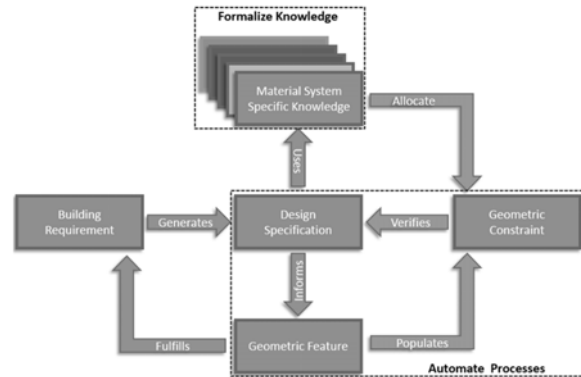 Formalize Knowledge
Material System
Specific Knowledge
Allocate
Uses
Building
Requirement
Generates
Design
Specification
Verifies
Geometric
Constraint
Informs
Fulfills
Geometric Feature
Populates
Automate Processes